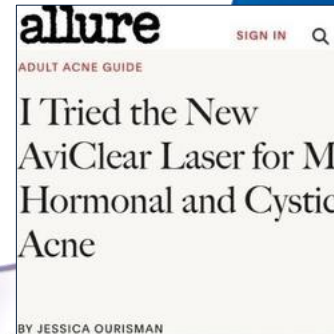 allure
SIGN IN
ADULT ACNE GUIDE
I Tried the New
AviClear Laser for M
Hormonal and Cystic
Acne
BY JESSICA OURISMAN